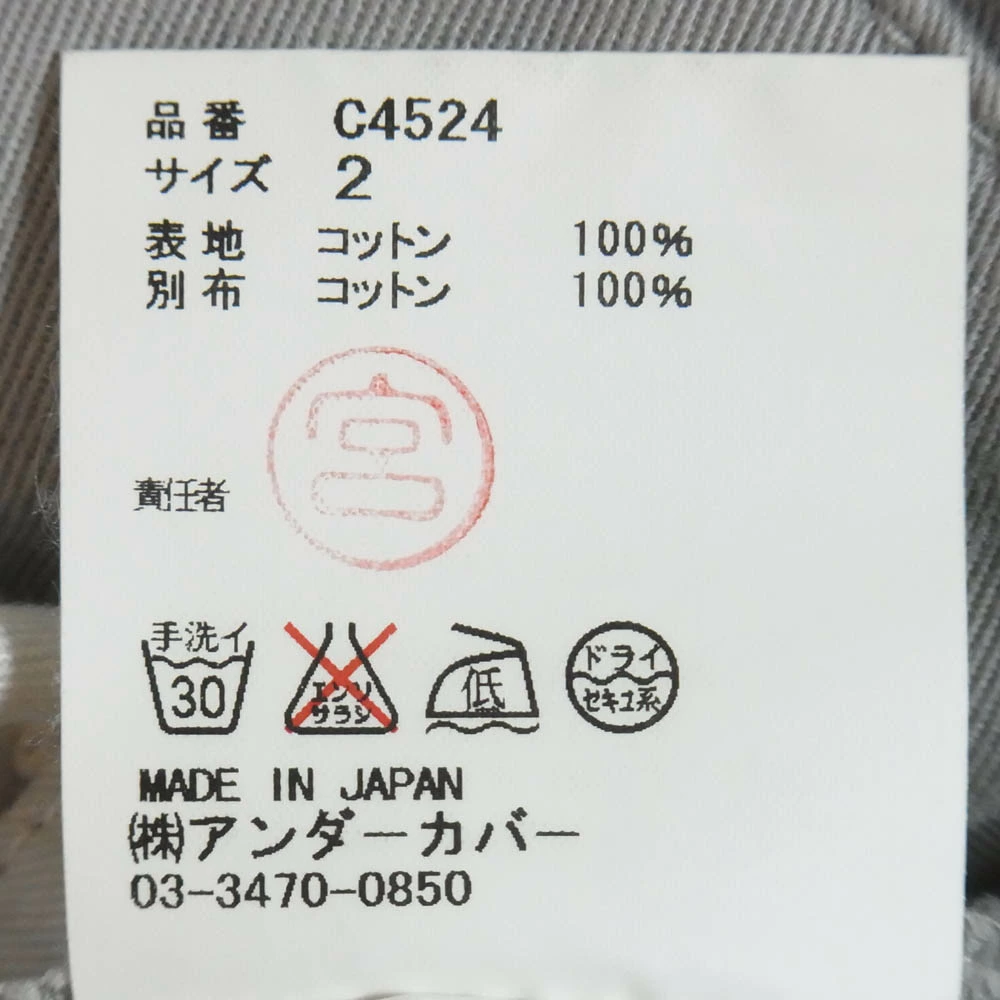 品番 C4524
サイズ 2
表地 コットン 100%
別布 コットン 100%
宮
責任者
手洗イ
30
エンソ
サラシ
低
ドライ
セキユ系
MADE IN JAPAN
㈱アンダーカバー
03-3470-0850